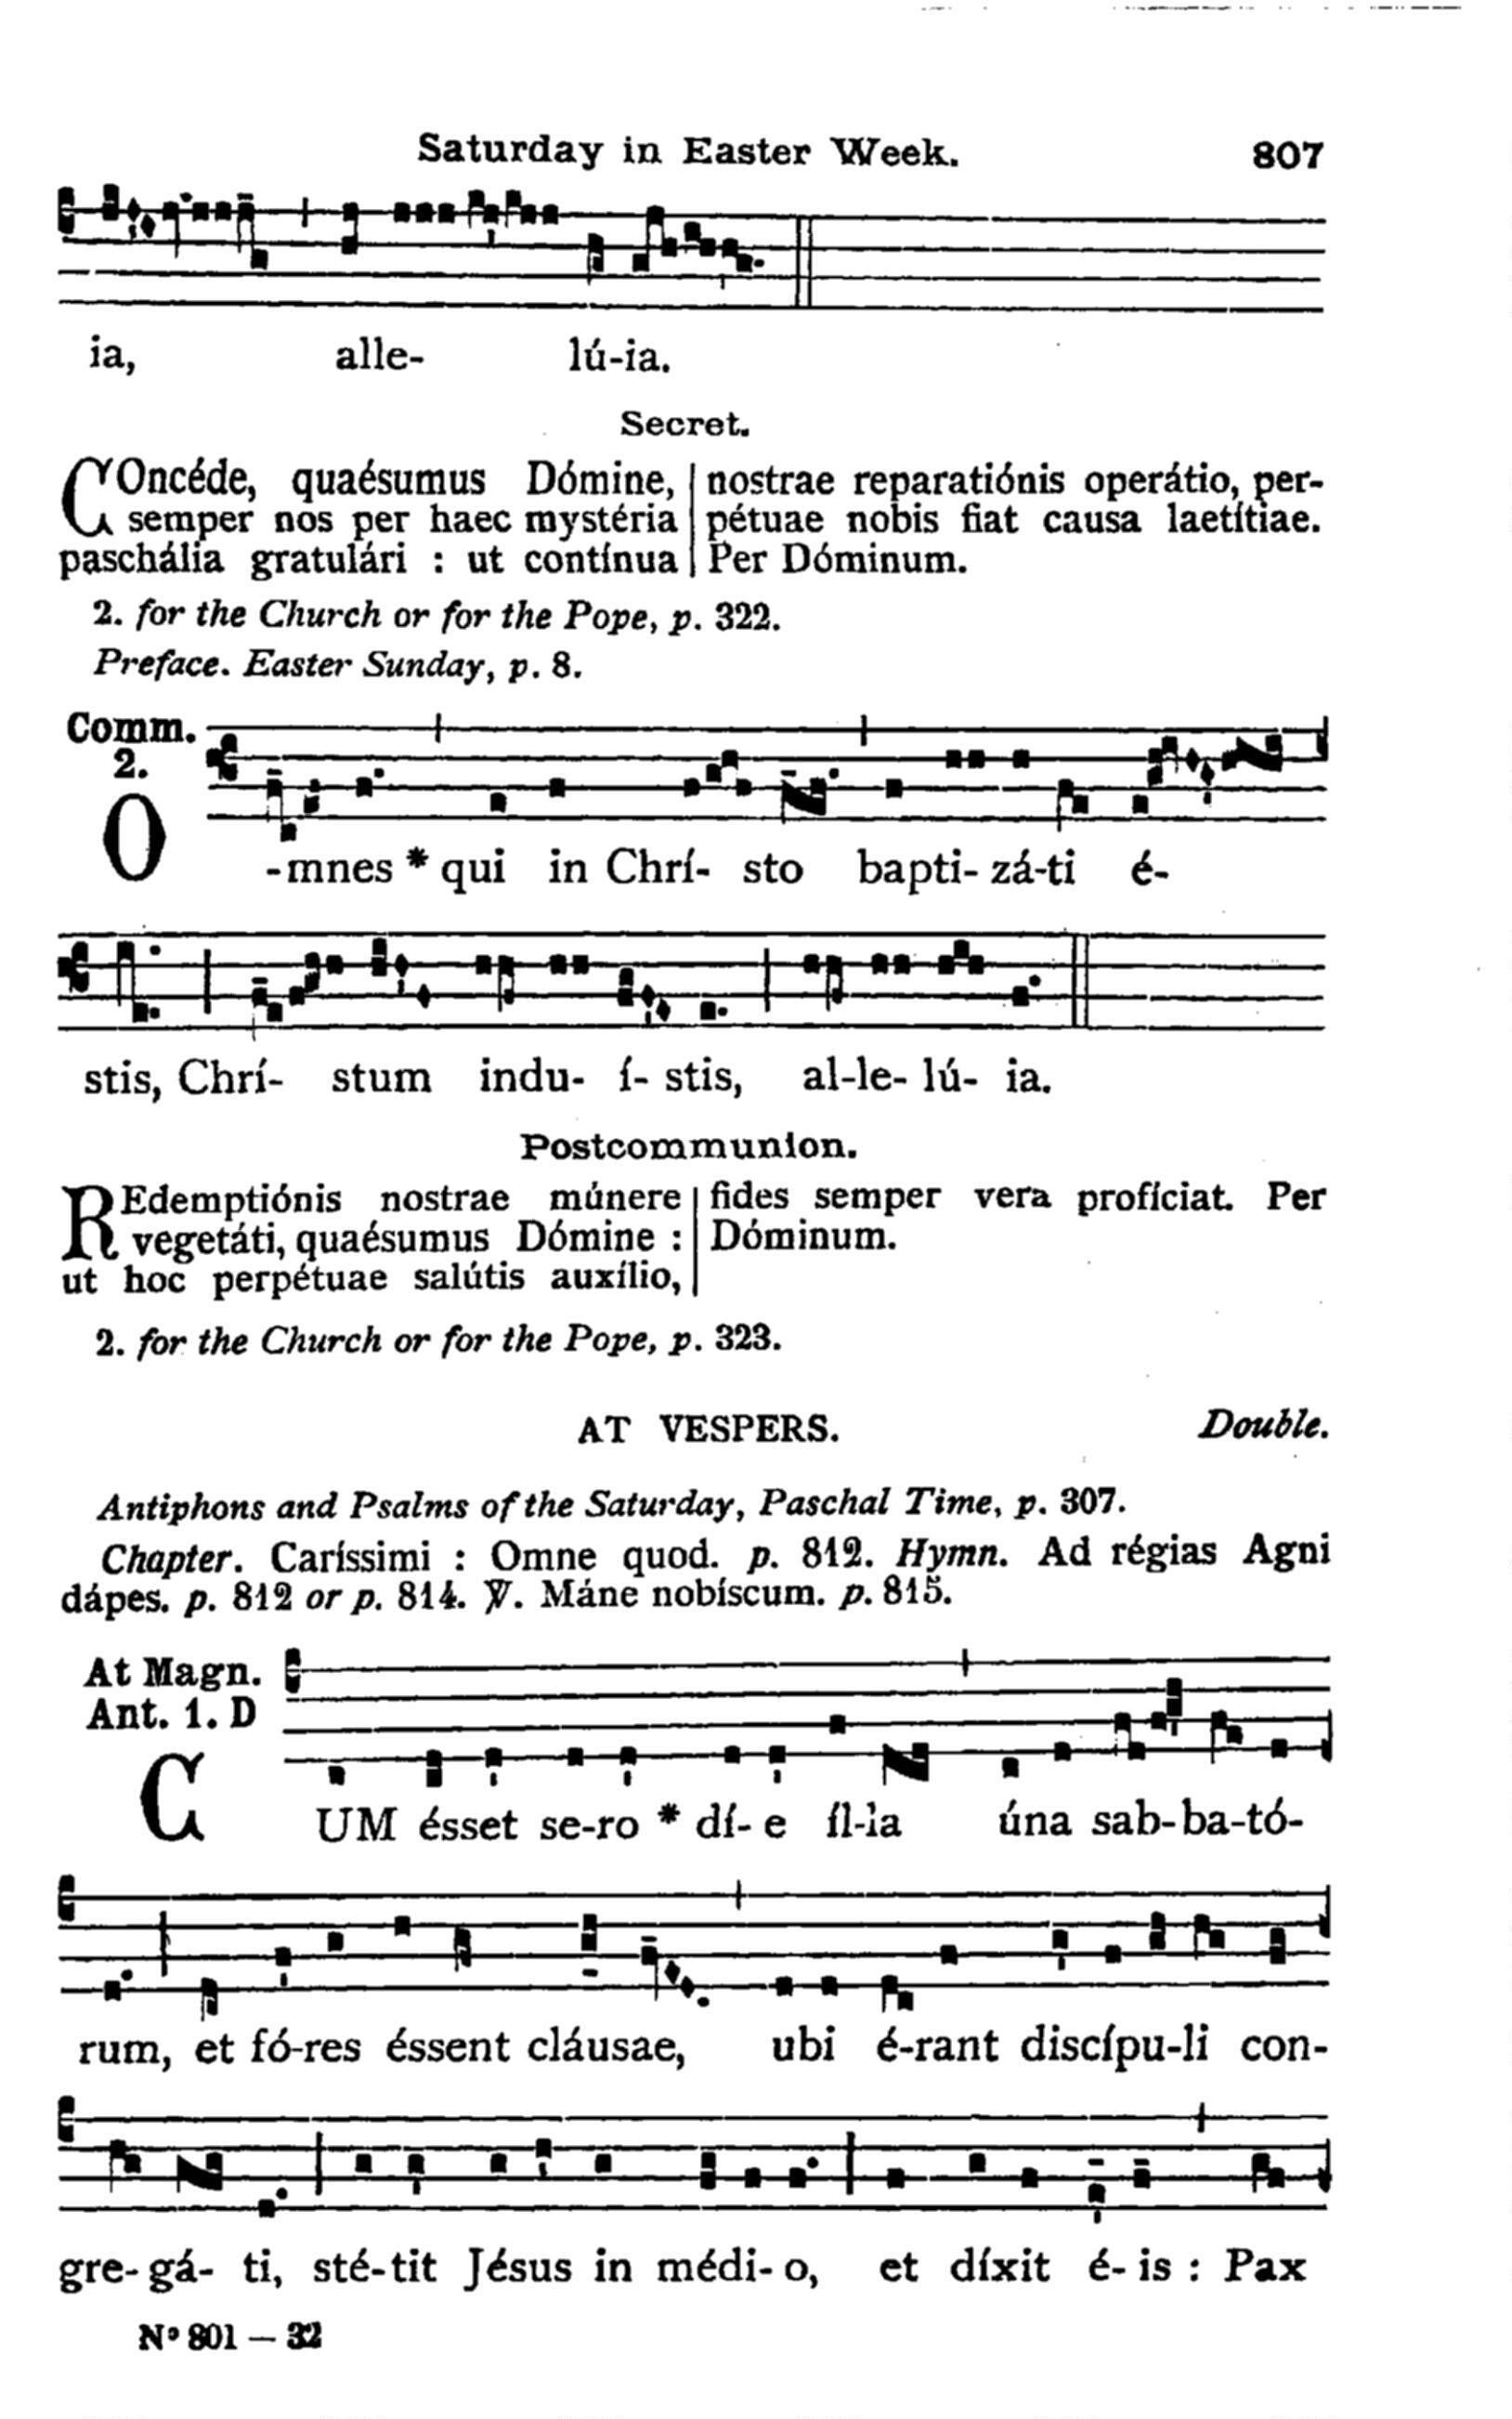 Saturday in Easter Week. 807
ia, alle- lú-ia.
Secret.
COncéde, quaésumus Dómine,
semper nos per haec mystéria
paschália gratulári : ut contínua
nostrae reparatiónis operátio, per-
pétuae nobis fiat causa laetítiae.
Per Dóminum.
2. for the Church or for the Pope, p. 322.
Preface. Easter Sunday, p. 8.
Comm.
2.
O-mnes * qui in Chrí- sto bapti- zá-ti é-
stis, Chrí- stum indu- í- stis, al-le- lú- ia.
Postcommunion.
REdemptiónis nostrae múnere
vegetáti, quaésumus Dómine :
ut hoc perpétuae salútis auxílio,
fides semper vera profíciat. Per
Dóminum.
2. for the Church or for the Pope, p. 323.
AT VESPERS. Double.
Antiphons and Psalms of the Saturday, Paschal Time, p. 307.
Chapter. Caríssimi : Omne quod. p. 812. Hymn. Ad régias Agni
dápes. p. 812 or p. 814. ℣. Máne nobíscum. p. 815.
At Magn.
Ant. 1. D
CUM ésset se-ro * dí- e íl-la úna sab-ba-tó-
rum, et fó-res éssent cláusae, ubi é-rant discípu-li con-
gre- gá- ti, sté-tit Jésus in médi- o, et díxit é- is : Pax
Nº 801 — 32